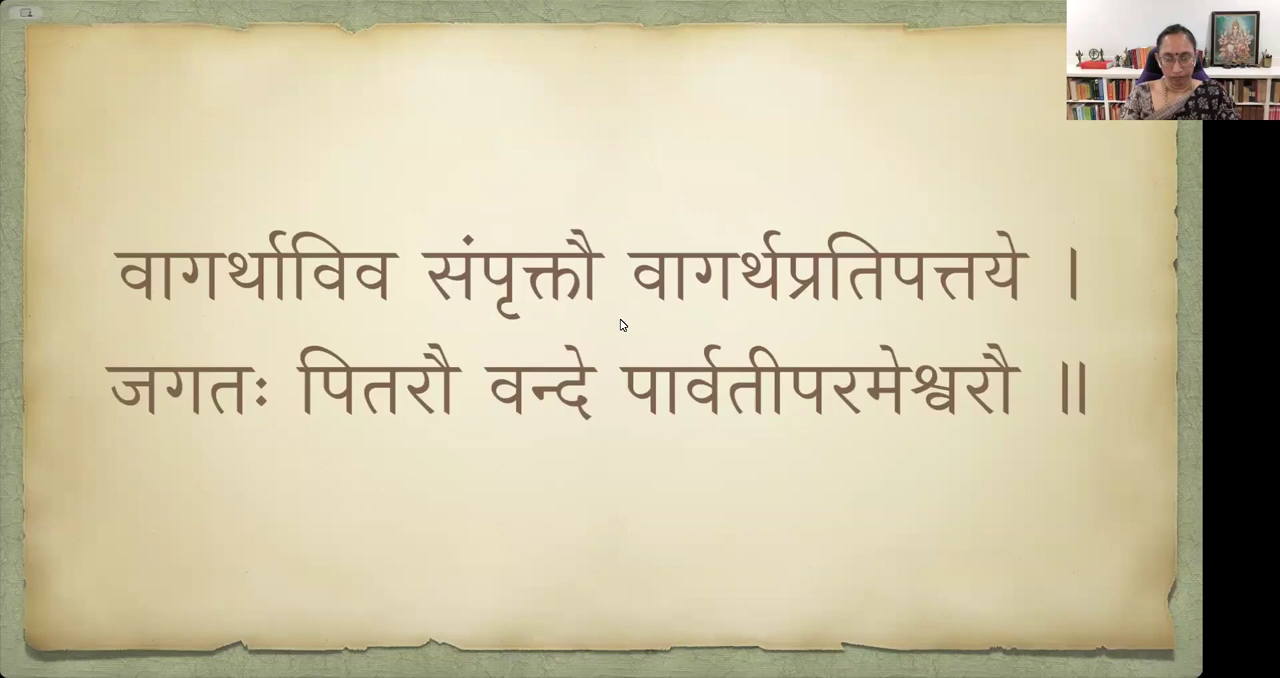 वागर्थाविव संपृक्तौ वागर्थप्रतिपत्तये ।
जगतः पितरौ वन्दे पार्वतीपरमेश्वरौ ॥